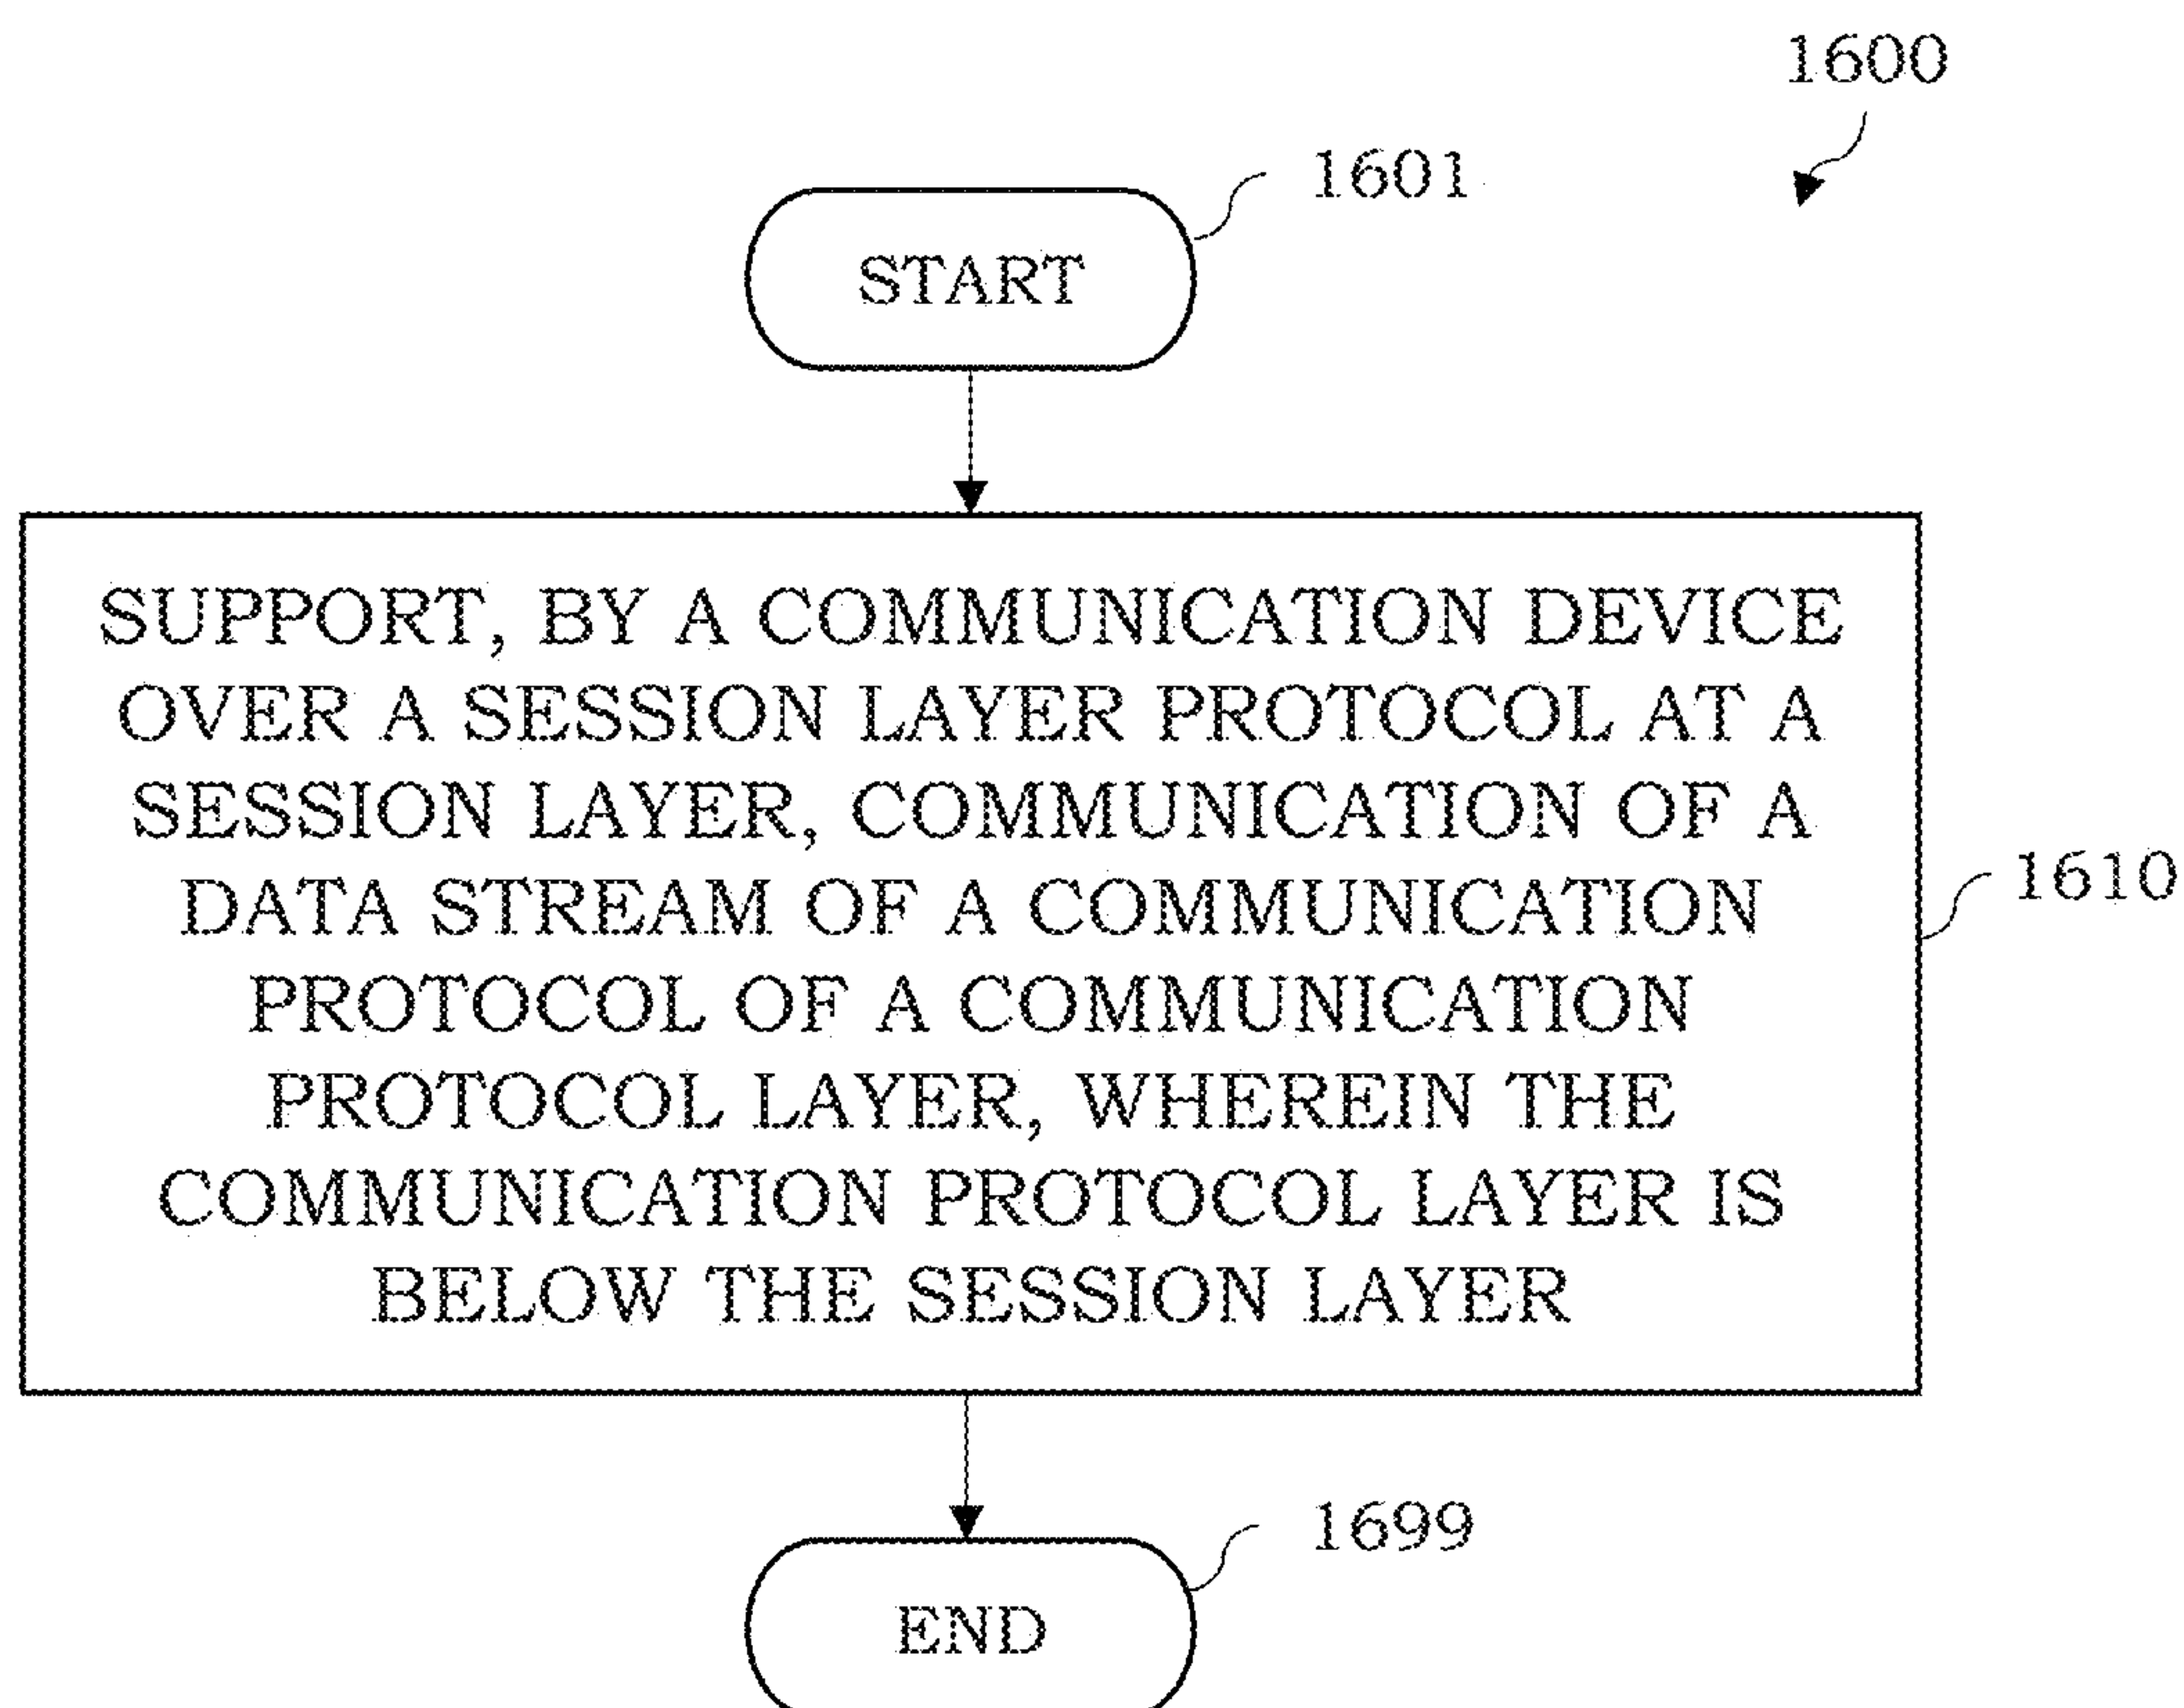 1600
1601
START
SUPPORT, BY A COMMUNICATION DEVICE
OVER A SESSION LAYER PROTOCOL AT A
SESSION LAYER, COMMUNICATION OF A
DATA STREAM OF A COMMUNICATION
PROTOCOL OF A COMMUNICATION
PROTOCOL LAYER, WHEREIN THE
COMMUNICATION PROTOCOL LAYER IS
BELOW THE SESSION LAYER
1610
1699
END